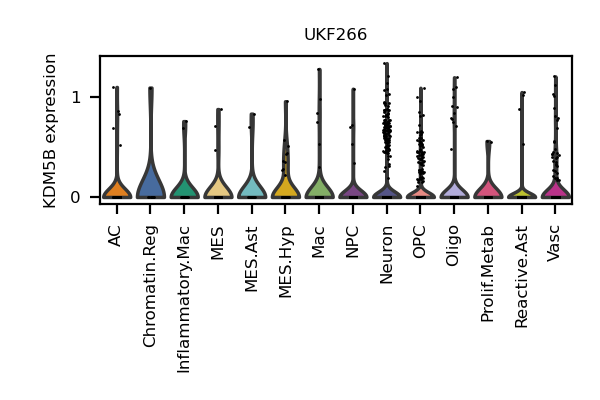 UKF266
KDM5B expression
1
0
AC
Chromatin.Reg
Inflammatory.Mac
MES
MES.Ast
MES.Hyp
Mac
NPC
Neuron
OPC
Oligo
Prolif.Metab
Reactive.Ast
Vasc